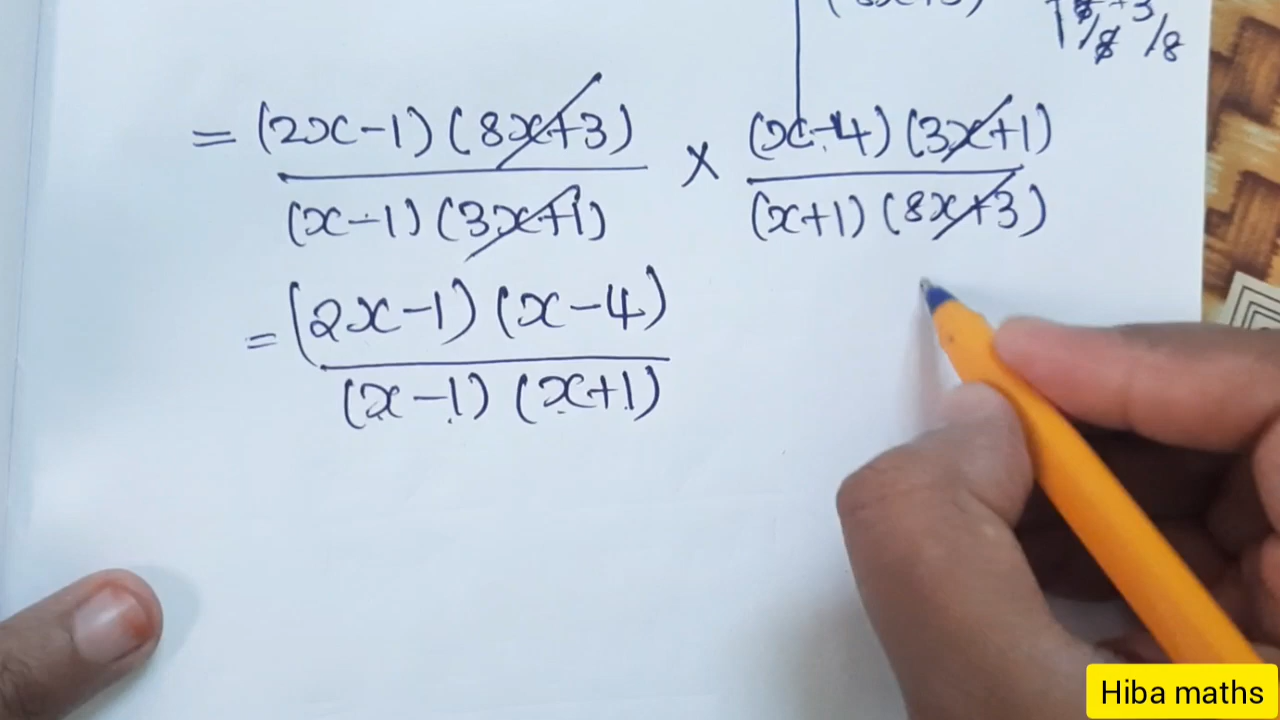 = (2x-1) (8x+3) / (x-1) (3x+1) × (x-4) (3x+1) / (x+1) (8x+3)
= (2x-1) (x-4) / (x-1) (x+1)
Hiba maths